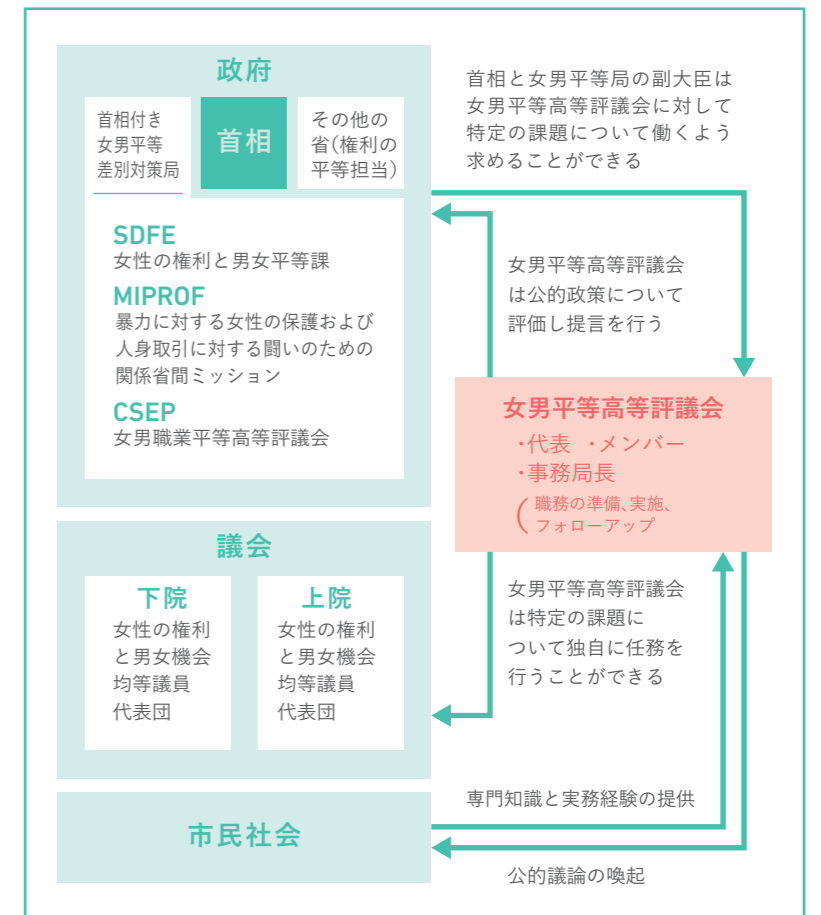 政府
首相付き
女男平等
差別対策局
首相
その他の
省(権利の
平等担当)
SDFE
女性の権利と男女平等課
MIPROF
暴力に対する女性の保護および
人身取引に対する闘いのための
関係省間ミッション
CSEP
女男職業平等高等評議会
首相と女男平等局の副大臣は
女男平等高等評議会に対して
特定の課題について働くよう
求めることができる
女男平等高等評議会
は公的政策について
評価し提言を行う
女男平等高等評議会
・代表 ・メンバー
・事務局長
(職務の準備、実施、
フォローアップ
議会
下院
女性の権利
と男女機会
均等議員
代表団
上院
女性の権利
と男女機会
均等議員
代表団
女男平等高等評議会
は特定の課題に
ついて独自に任務を
行うことができる
市民社会
専門知識と実務経験の提供
公的議論の喚起